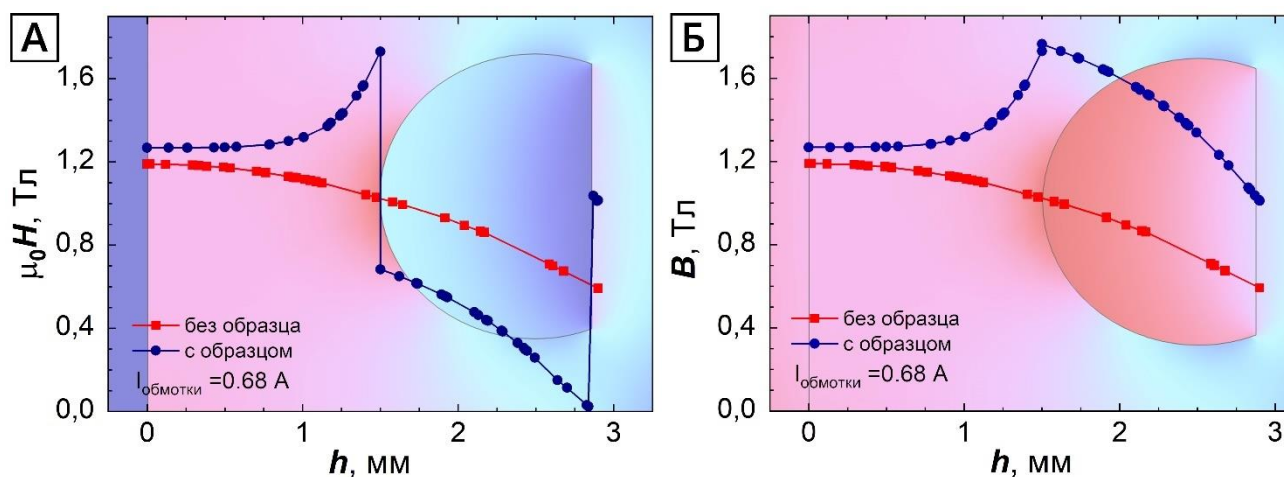 А
μ₀H, Тл
1,6
1,2
0,8
0,4
0,0
без образца
с образцом
Iобмотки =0.68 А
0
1
2
3
h, мм
Б
B, Тл
1,6
1,2
0,8
0,4
0,0
без образца
с образцом
Iобмотки =0.68 А
0
1
2
3
h, мм